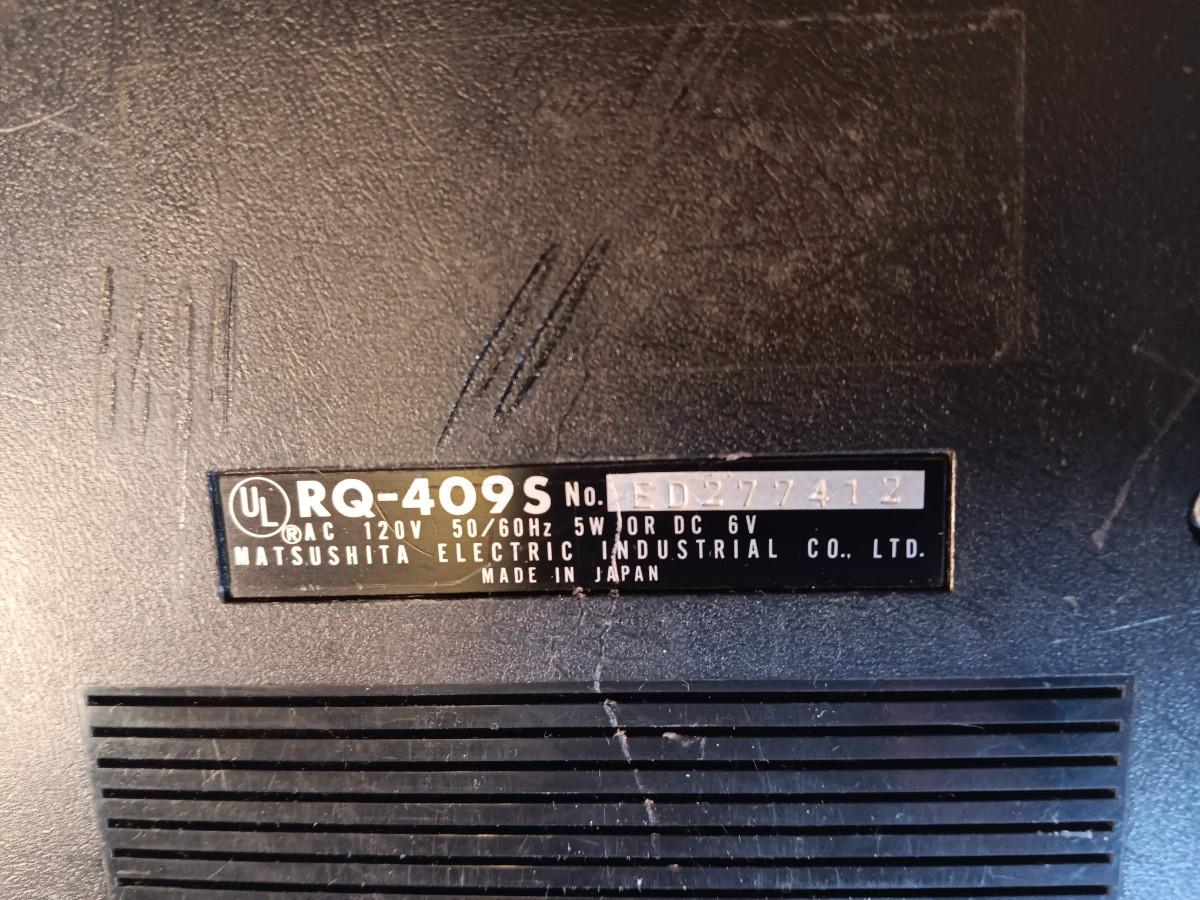 UL® RQ-409S No. ED277412
AC 120V 50/60Hz 5W OR DC 6V
MATSUSHITA ELECTRIC INDUSTRIAL CO., LTD.
MADE IN JAPAN